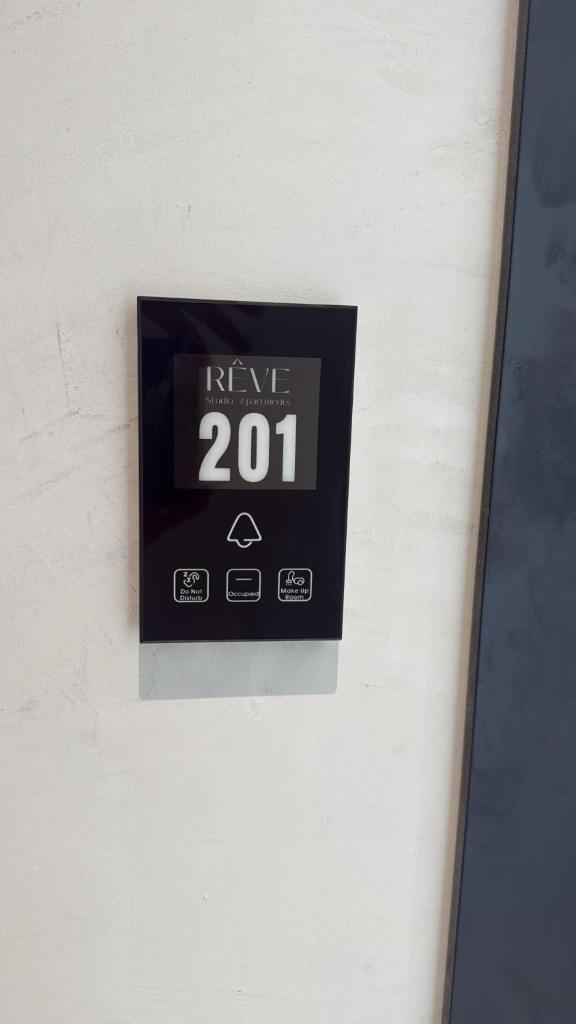 RÊVE
Studio Apartments
201
Do Not Disturb
Occupied
Make Up Room